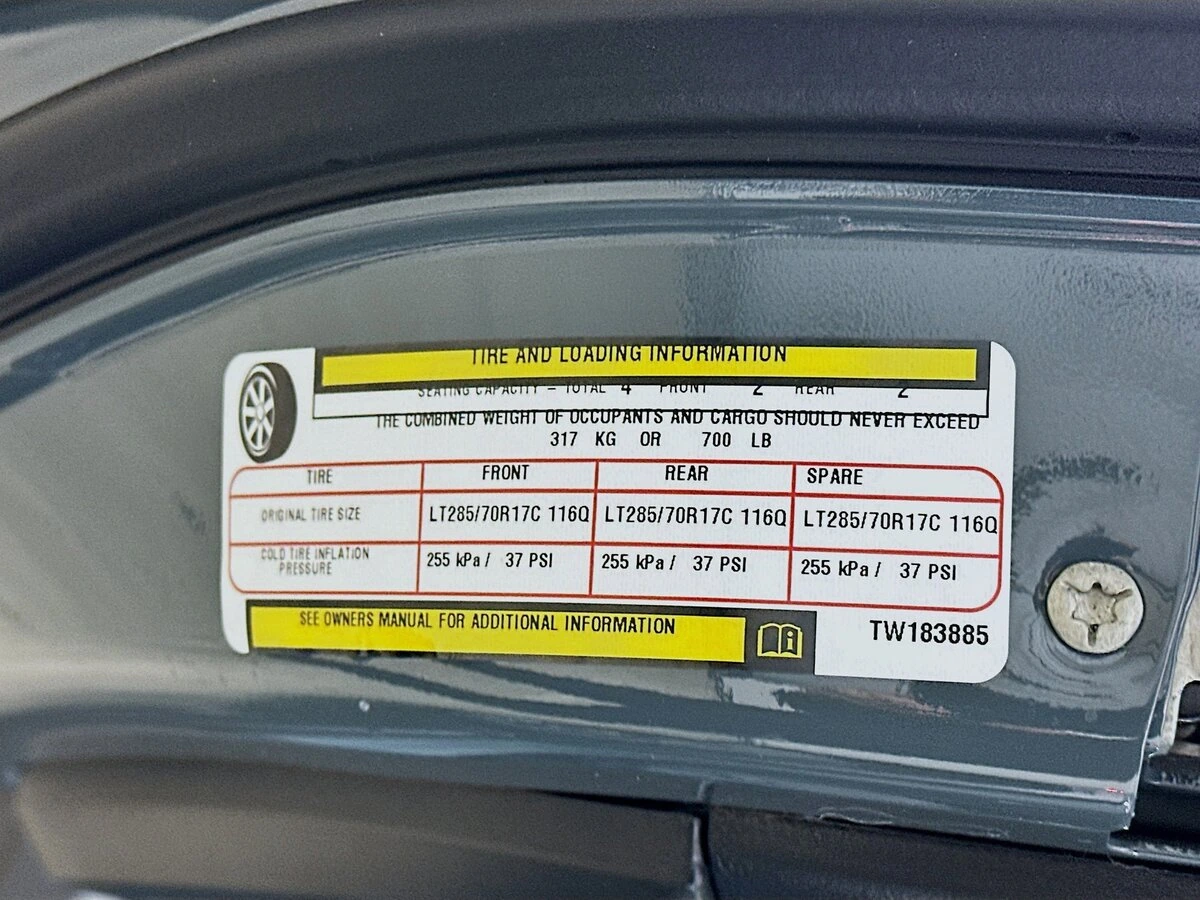 TIRE AND LOADING INFORMATION
SEATING CAPACITY – TOTAL 4 FRONT 2 REAR 2
THE COMBINED WEIGHT OF OCCUPANTS AND CARGO SHOULD NEVER EXCEED
317 KG OR 700 LB
TIRE FRONT REAR SPARE
ORIGINAL TIRE SIZE LT285/70R17C 116Q LT285/70R17C 116Q LT285/70R17C 116Q
COLD TIRE INFLATION
PRESSURE 255 kPa / 37 PSI 255 kPa / 37 PSI 255 kPa / 37 PSI
SEE OWNERS MANUAL FOR ADDITIONAL INFORMATION
TW183885